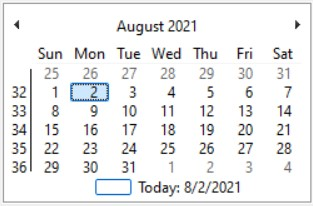 August 2021
Sun Mon Tue Wed Thu Fri Sat
25 26 27 28 29 30 31
32 1 2 3 4 5 6 7
33 8 9 10 11 12 13 14
34 15 16 17 18 19 20 21
35 22 23 24 25 26 27 28
36 29 30 31 1 2 3 4
Today: 8/2/2021